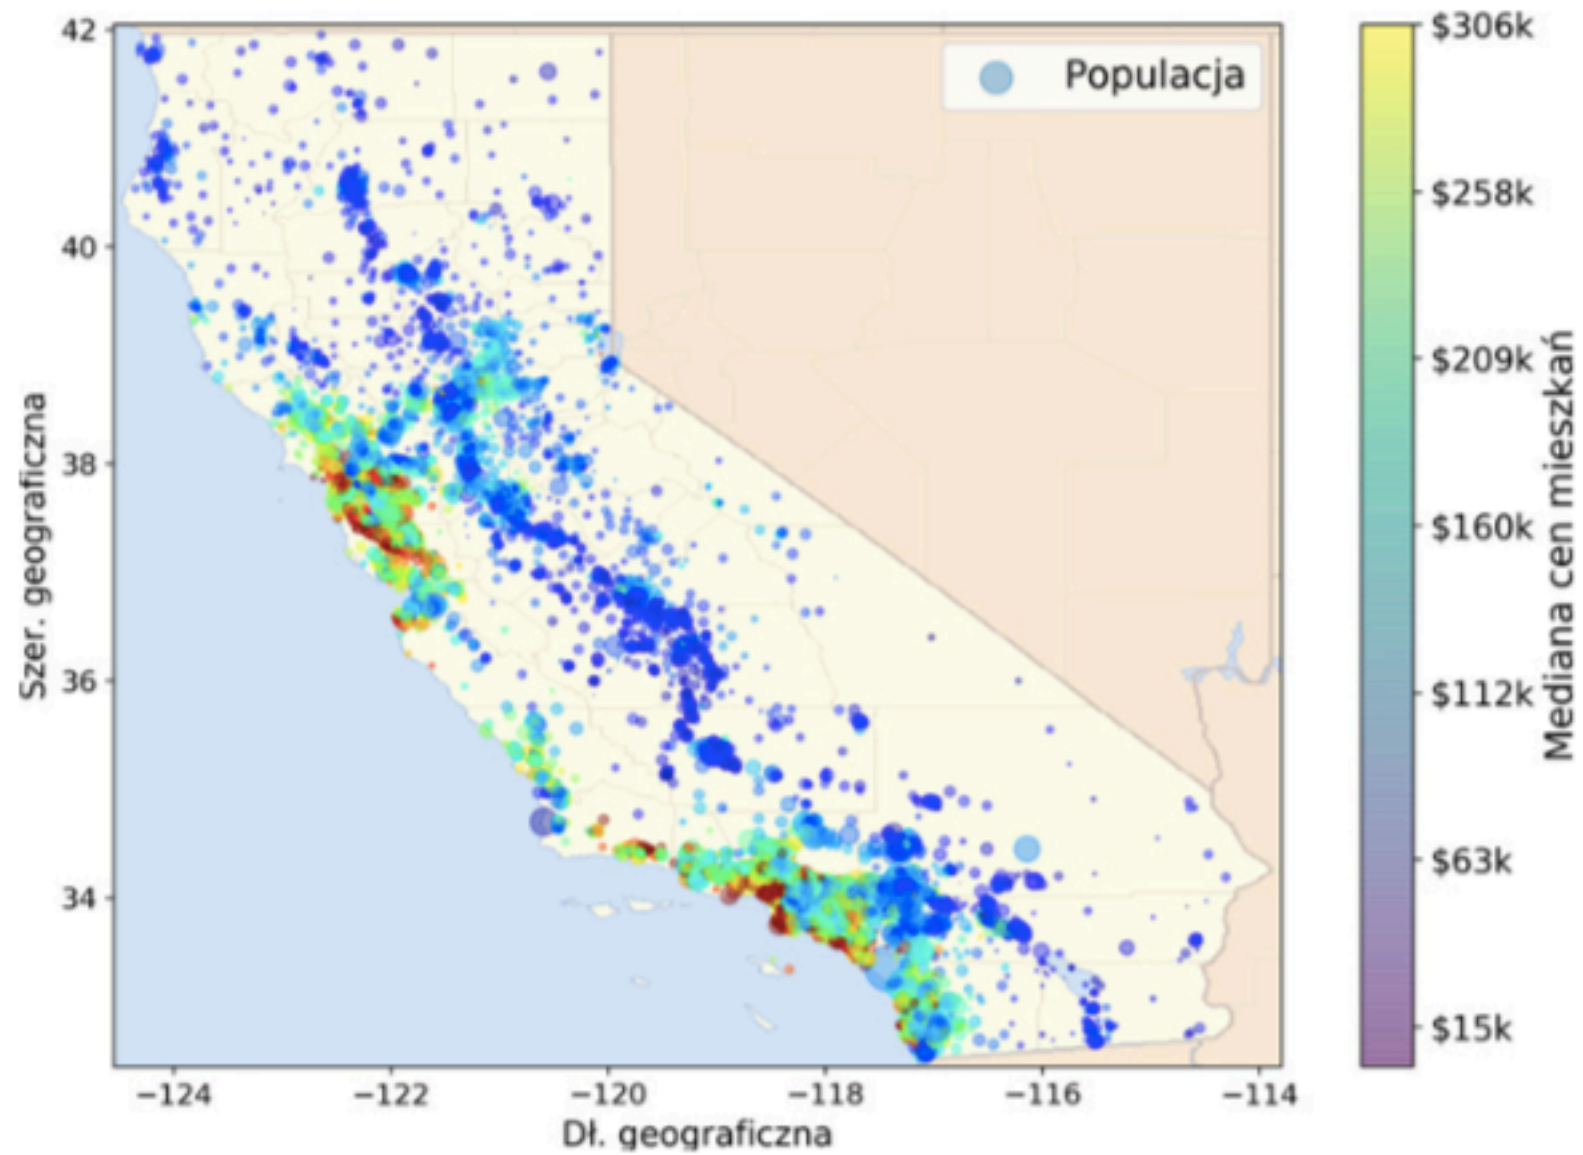 Populacja
42
40
38
36
34
Szer. geograficzna
−124
−122
−120
−118
−116
−114
Dł. geograficzna
$306k
$258k
$209k
$160k
$112k
$63k
$15k
Mediana cen mieszkań